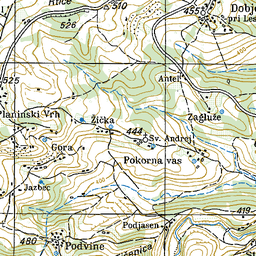 510
455
Dobje
pri Les
526
525
Antel
Planinski Vrh
Žička
444
Zagluže
Sv. Andrej
Gora
Pokorna vas
Jazbec
419
Podjasen
480
Podvine